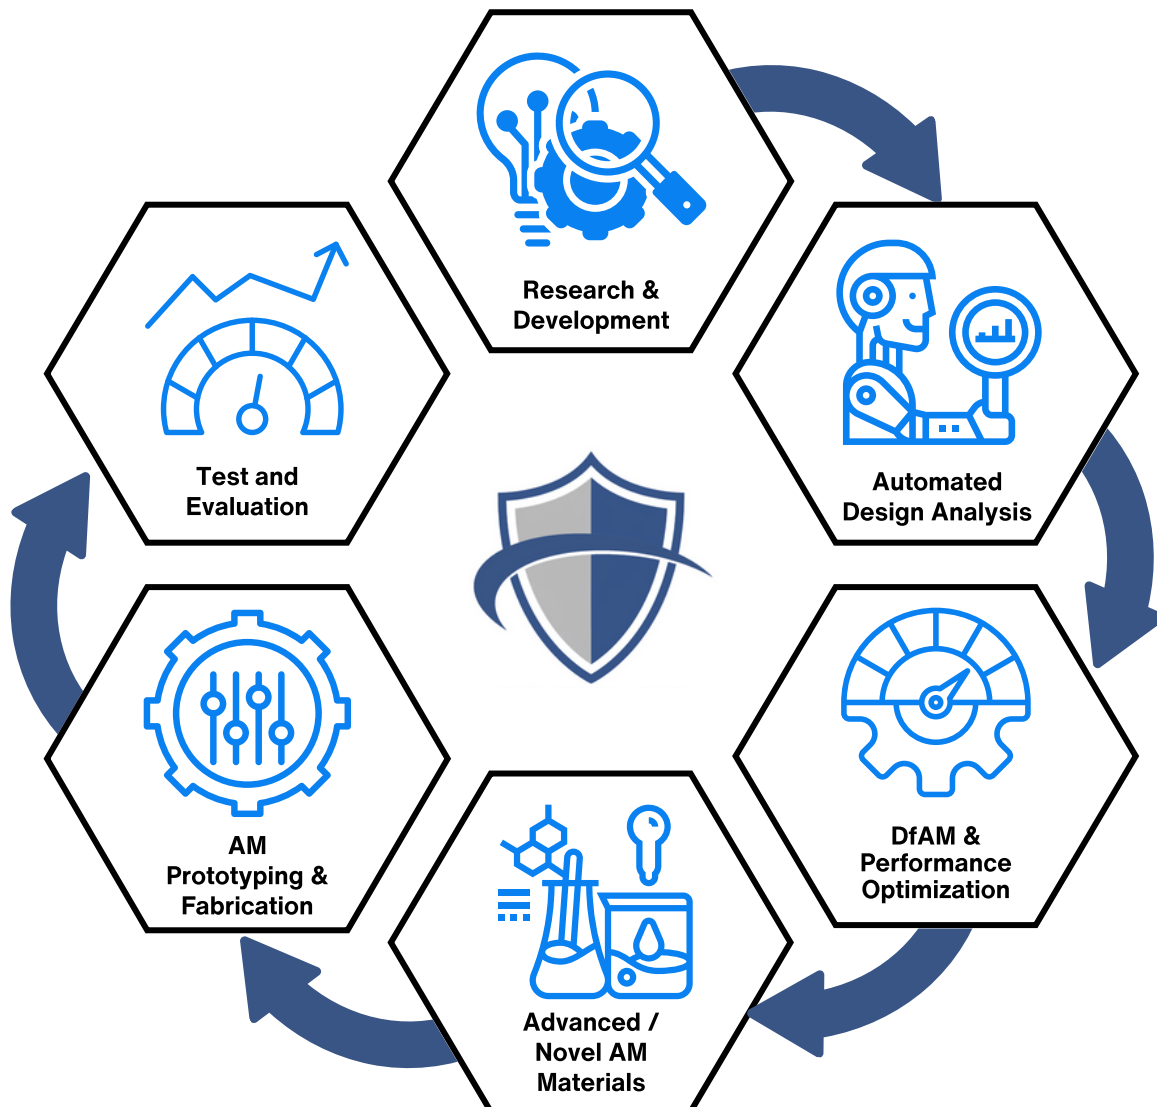 Research &
Development
Automated
Design Analysis
DfAM &
Performance
Optimization
Advanced /
Novel AM
Materials
AM
Prototyping &
Fabrication
Test and
Evaluation